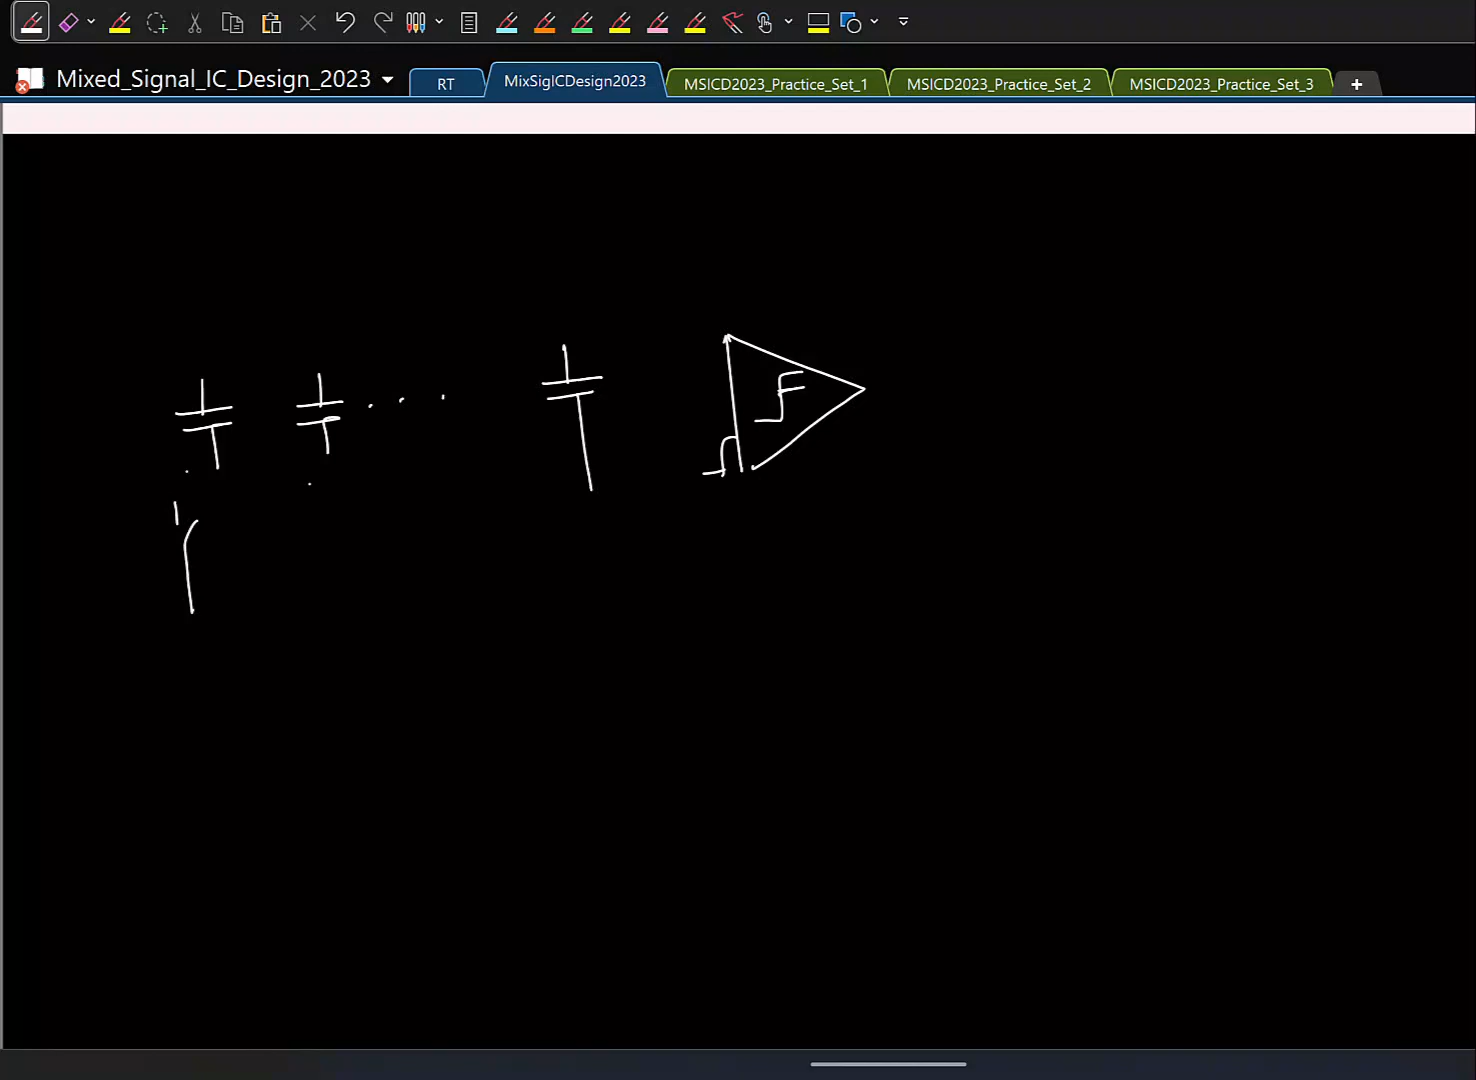 Mixed_Signal_IC_Design_2023
RT
MixSigICDesign2023
MSICD2023_Practice_Set_1
MSICD2023_Practice_Set_2
MSICD2023_Practice_Set_3